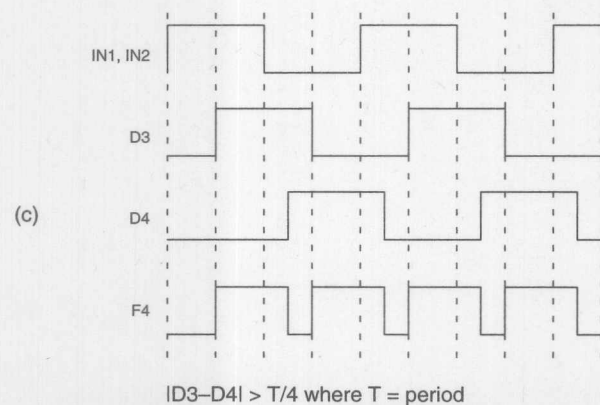 IN1, IN2
D3
(c)
D4
F4
|D3–D4| > T/4 where T = period